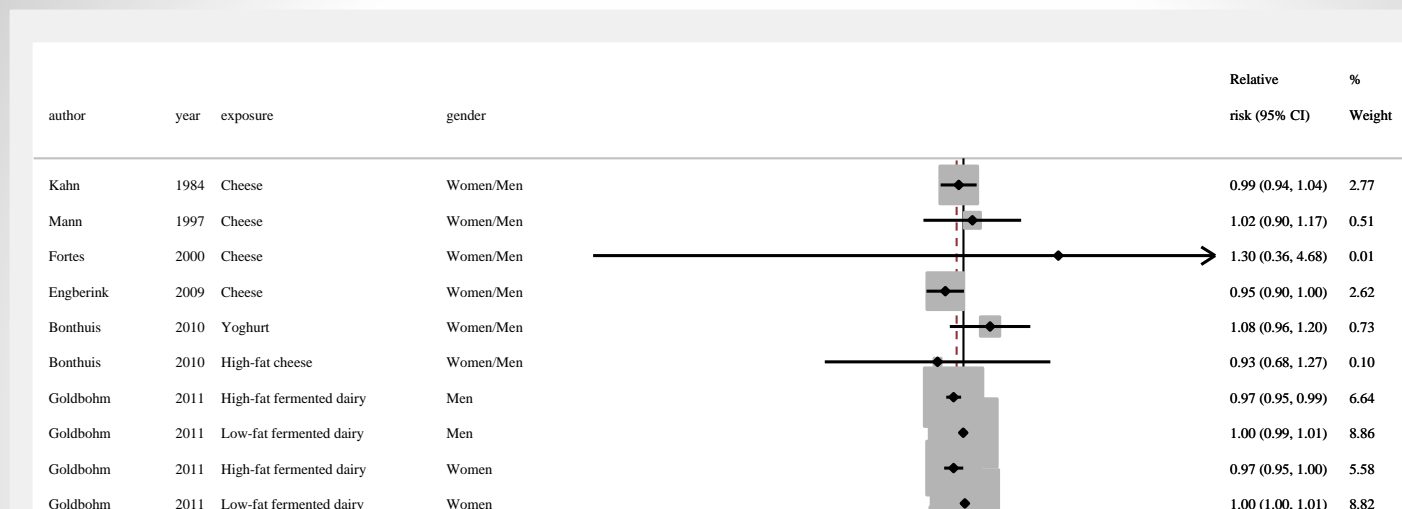 Relative %
author year exposure gender risk (95% CI) Weight
Kahn 1984 Cheese Women/Men 0.99 (0.94, 1.04) 2.77
Mann 1997 Cheese Women/Men 1.02 (0.90, 1.17) 0.51
Fortes 2000 Cheese Women/Men 1.30 (0.36, 4.68) 0.01
Engberink 2009 Cheese Women/Men 0.95 (0.90, 1.00) 2.62
Bonthuis 2010 Yoghurt Women/Men 1.08 (0.96, 1.20) 0.73
Bonthuis 2010 High-fat cheese Women/Men 0.93 (0.68, 1.27) 0.10
Goldbohm 2011 High-fat fermented dairy Men 0.97 (0.95, 0.99) 6.64
Goldbohm 2011 Low-fat fermented dairy Men 1.00 (0.99, 1.01) 8.86
Goldbohm 2011 High-fat fermented dairy Women 0.97 (0.95, 1.00) 5.58
Goldbohm 2011 Low-fat fermented dairy Women 1.00 (1.00, 1.01) 8.82